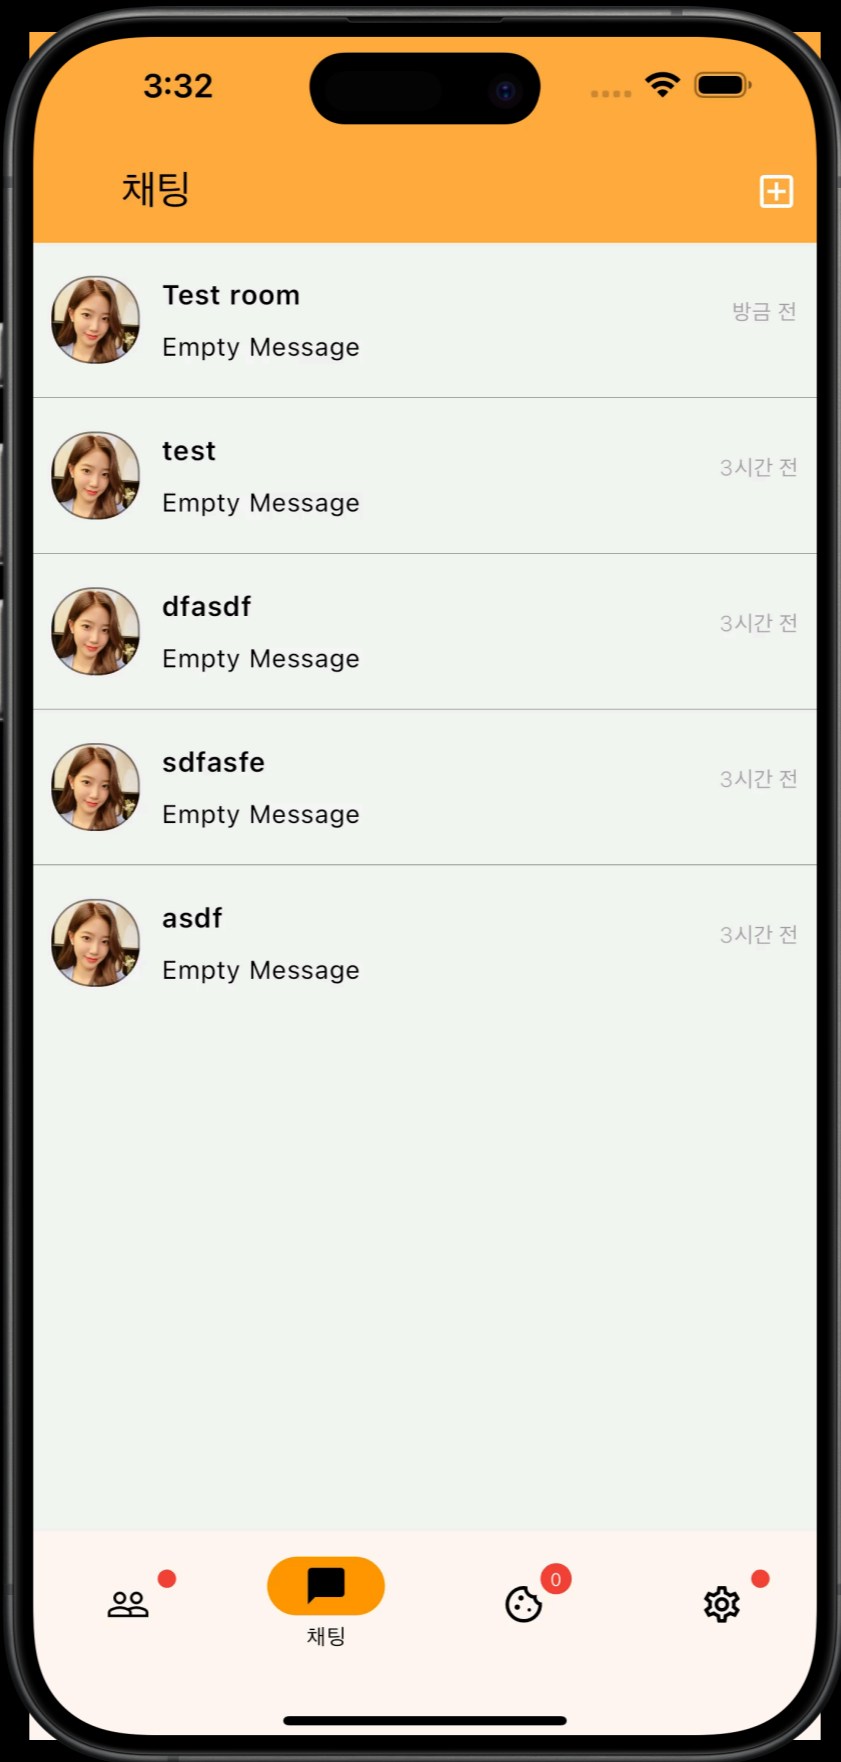 3:32
채팅
Test room
방금 전
Empty Message
test
3시간 전
Empty Message
dfasdf
3시간 전
Empty Message
sdfasfe
3시간 전
Empty Message
asdf
3시간 전
Empty Message
0
채팅